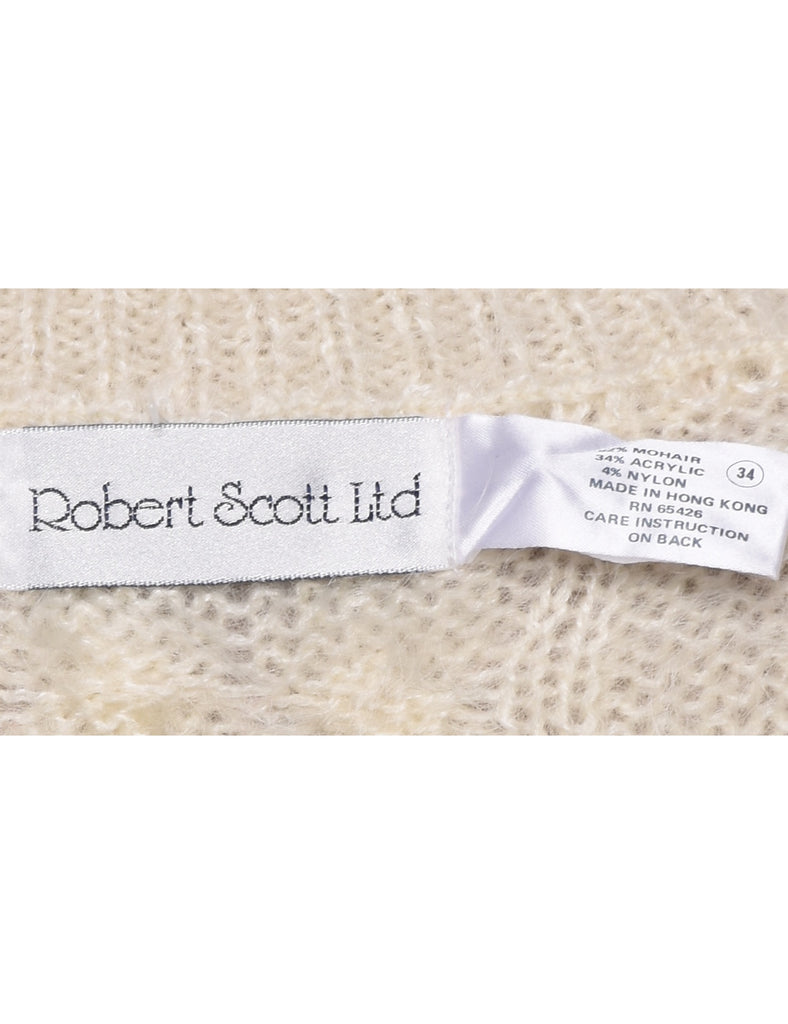 Robert Scott Ltd
MOHAIR
34% ACRYLIC
4% NYLON
34
MADE IN HONG KONG
RN 65426
CARE INSTRUCTION
ON BACK